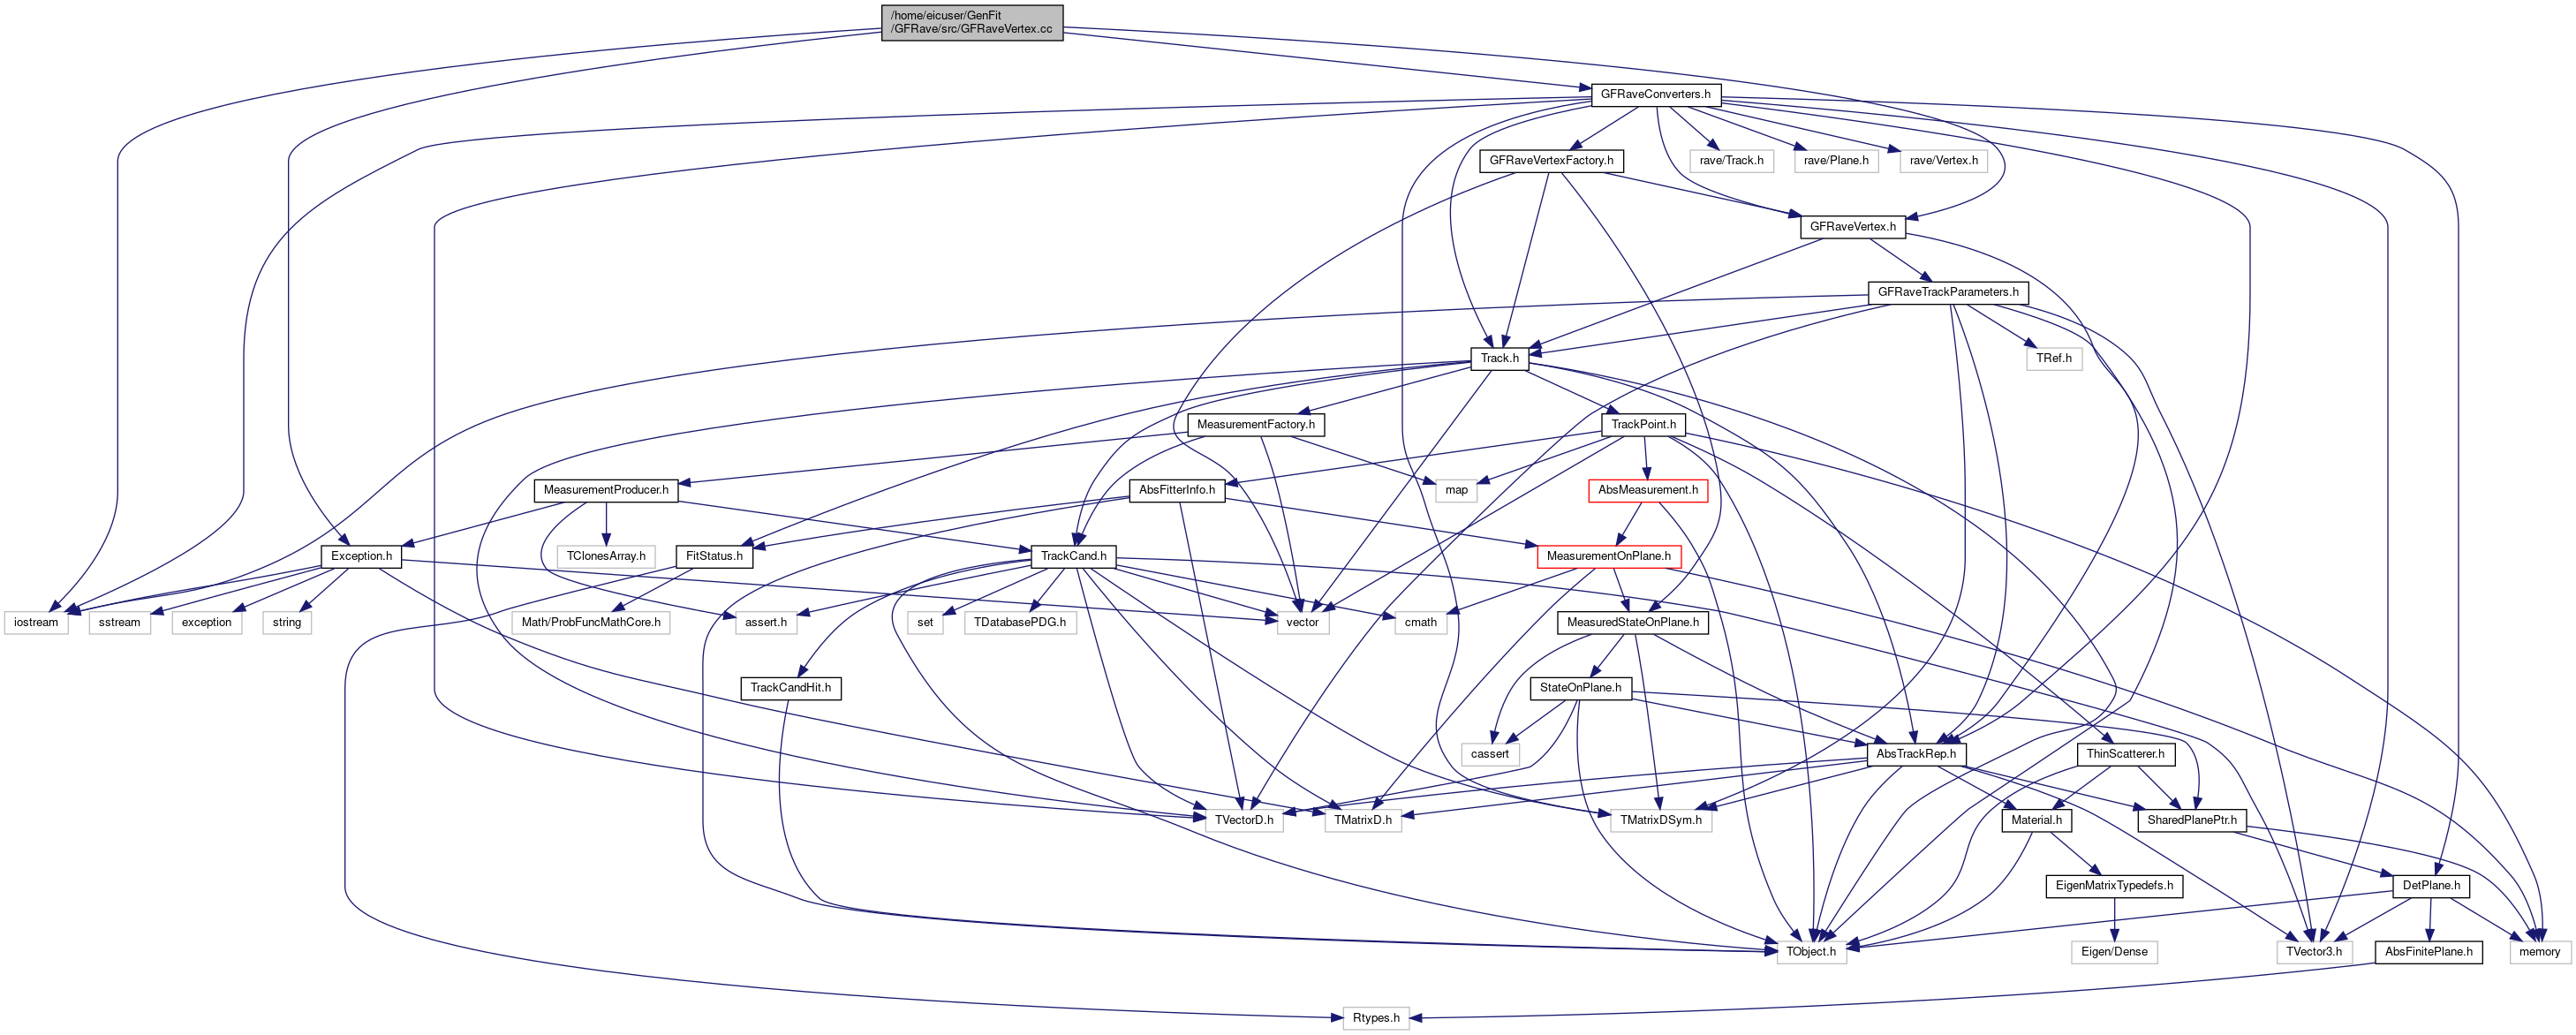 /home/eicuser/GenFit
/GFRave/src/GFRaveVertex.cc
GFRaveConverters.h
GFRaveVertexFactory.h
rave/Track.h
rave/Plane.h
rave/Vertex.h
GFRaveVertex.h
GFRaveTrackParameters.h
Track.h
TRef.h
MeasurementFactory.h
TrackPoint.h
MeasurementProducer.h
AbsFitterInfo.h
map
AbsMeasurement.h
Exception.h
TClonesArray.h
FitStatus.h
TrackCand.h
MeasurementOnPlane.h
iostream
sstream
exception
string
Math/ProbFuncMathCore.h
assert.h
set
TDatabasePDG.h
vector
cmath
MeasuredStateOnPlane.h
TrackCandHit.h
StateOnPlane.h
cassert
AbsTrackRep.h
ThinScatterer.h
TVectorD.h
TMatrixD.h
TMatrixDSym.h
Material.h
SharedPlanePtr.h
EigenMatrixTypedefs.h
DetPlane.h
TObject.h
Eigen/Dense
TVector3.h
AbsFinitePlane.h
memory
Rtypes.h